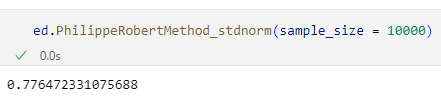 ed.PhilippeRobertMethod_stdnorm(sample_size = 10000)
✓ 0.0s
0.776472331075688